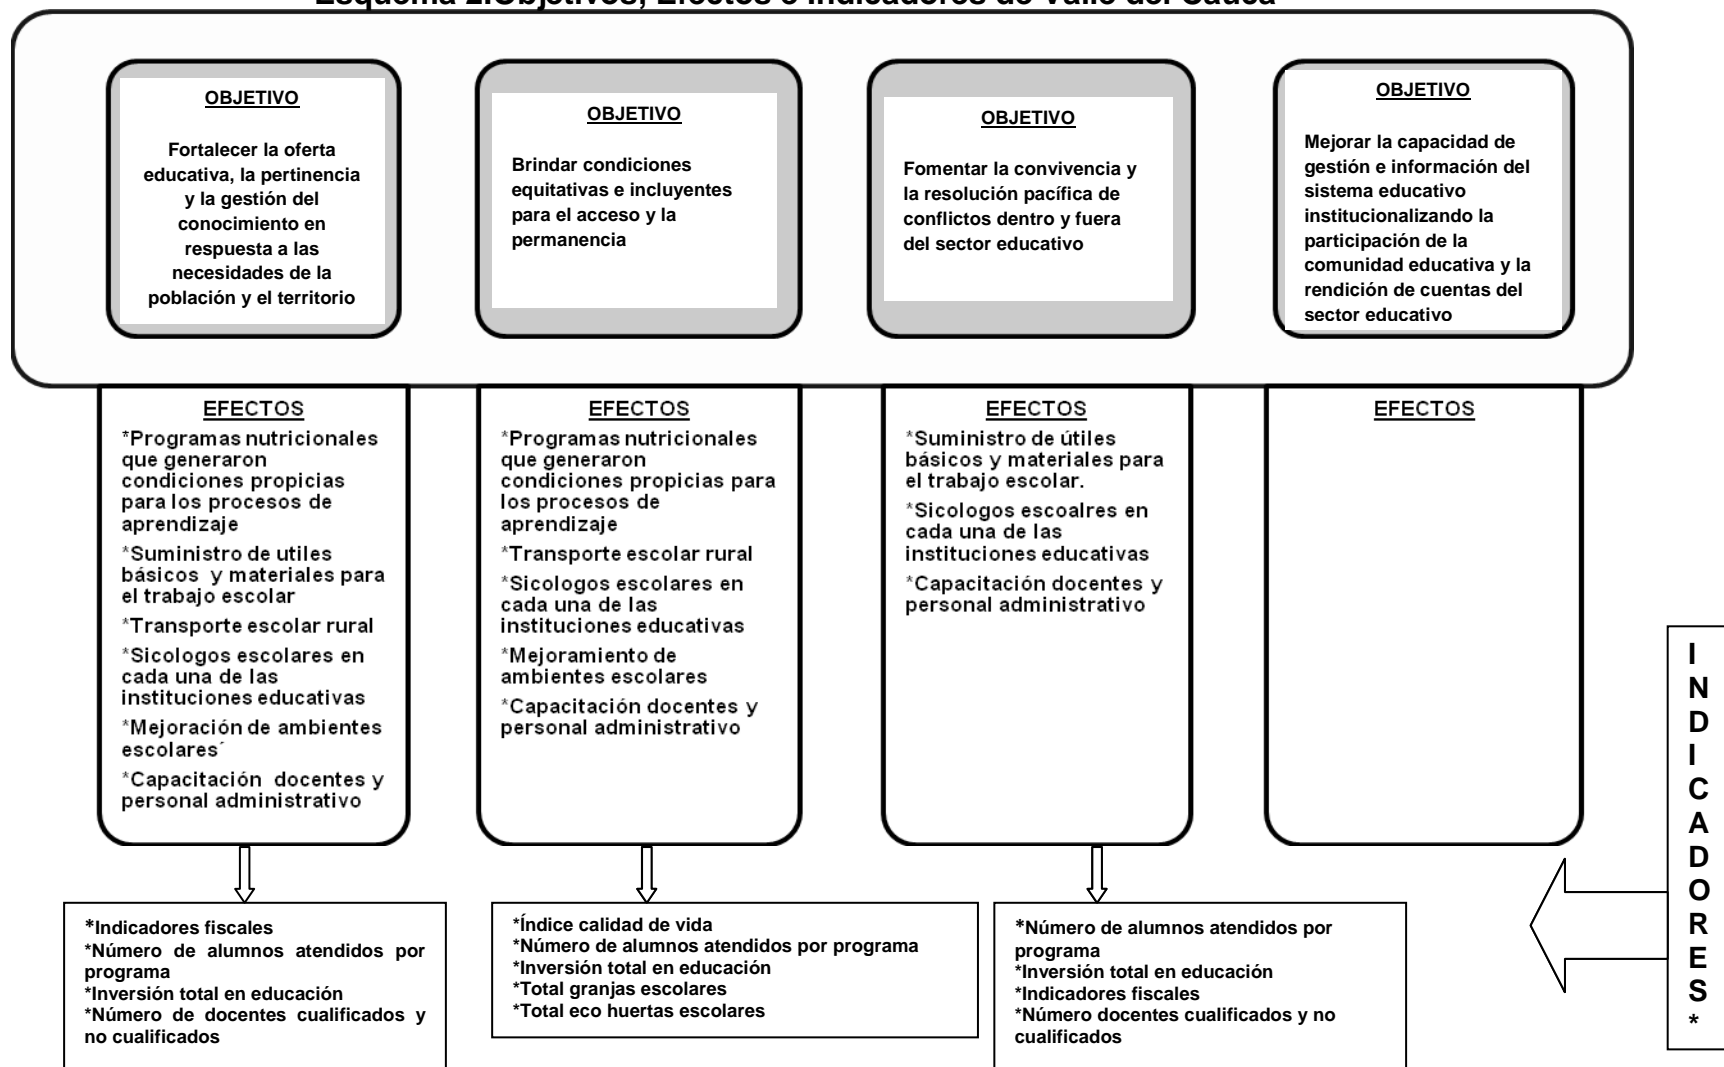 Esquema 2.Objetivos, Efectos e Indicadores de Valle del Cauca
OBJETIVO
Fortalecer la oferta
educativa, la pertinencia
y la gestión del
conocimiento en
respuesta a las
necesidades de la
población y el territorio
OBJETIVO
Brindar condiciones
equitativas e incluyentes
para el acceso y la
permanencia
OBJETIVO
Fomentar la convivencia y
la resolución pacífica de
conflictos dentro y fuera
del sector educativo
OBJETIVO
Mejorar la capacidad de
gestión e información del
sistema educativo
institucionalizando la
participación de la
comunidad educativa y la
rendición de cuentas del
sector educativo
EFECTOS
*Programas nutricionales
que generaron
condiciones propicias
para los procesos de
aprendizaje
*Suministro de utiles
básicos y materiales para
el trabajo escolar
*Transporte escolar rural
*Sicologos escolares en
cada una de las
instituciones educativas
*Mejoración de ambientes
escolares´
*Capacitación docentes y
personal administrativo
EFECTOS
*Programas nutricionales
que generaron
condiciones propicias para
los procesos de
aprendizaje
*Transporte escolar rural
*Sicologos escolares en
cada una de las
instituciones educativas
*Mejoramiento de
ambientes escolares
*Capacitación docentes y
personal administrativo
EFECTOS
*Suministro de útiles
básicos y materiales para
el trabajo escolar.
*Sicologos escoalres en
cada una de las
instituciones educativas
*Capacitación docentes y
personal administrativo
EFECTOS
*Indicadores fiscales
*Número de alumnos atendidos por
programa
*Inversión total en educación
*Número de docentes cualificados y
no cualificados
*Índice calidad de vida
*Número de alumnos atendidos por programa
*Inversión total en educación
*Total granjas escolares
*Total eco huertas escolares
*Número de alumnos atendidos por
programa
*Inversión total en educación
*Indicadores fiscales
*Número docentes cualificados y no
cualificados
I
N
D
I
C
A
D
O
R
E
S
*